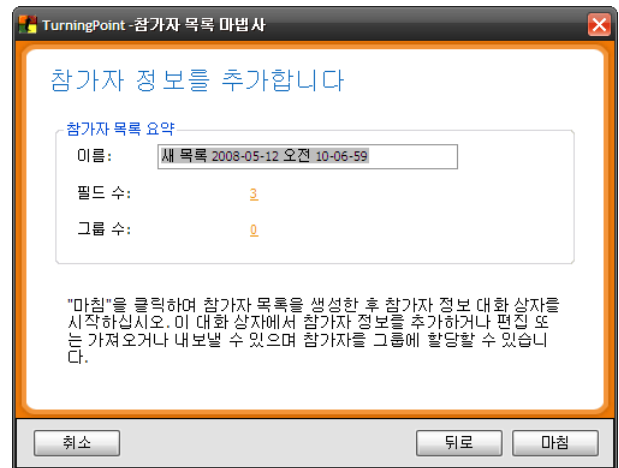 TurningPoint -참가자 목록 마법사
참가자 정보를 추가합니다
참가자 목록 요약
이름: 새 목록 2008-05-12 오전 10-06-59
필드 수: 3
그룹 수: 0
"마침"을 클릭하여 참가자 목록을 생성한 후 참가자 정보 대화 상자를
시작하십시오. 이 대화 상자에서 참가자 정보를 추가하거나 편집 또
는 가져오거나 내보낼 수 있으며 참가자를 그룹에 할당할 수 있습니
다.
취소 뒤로 마침